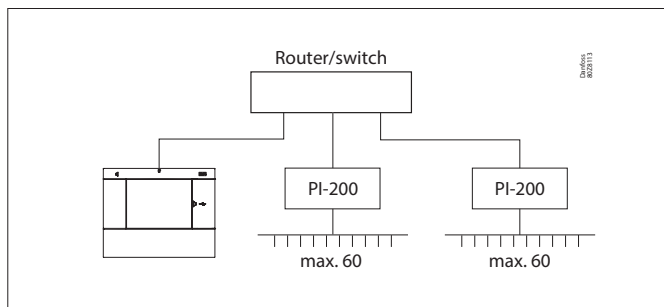 Router/switch
Danfoss
80Z8113
PI-200
PI-200
max. 60
max. 60